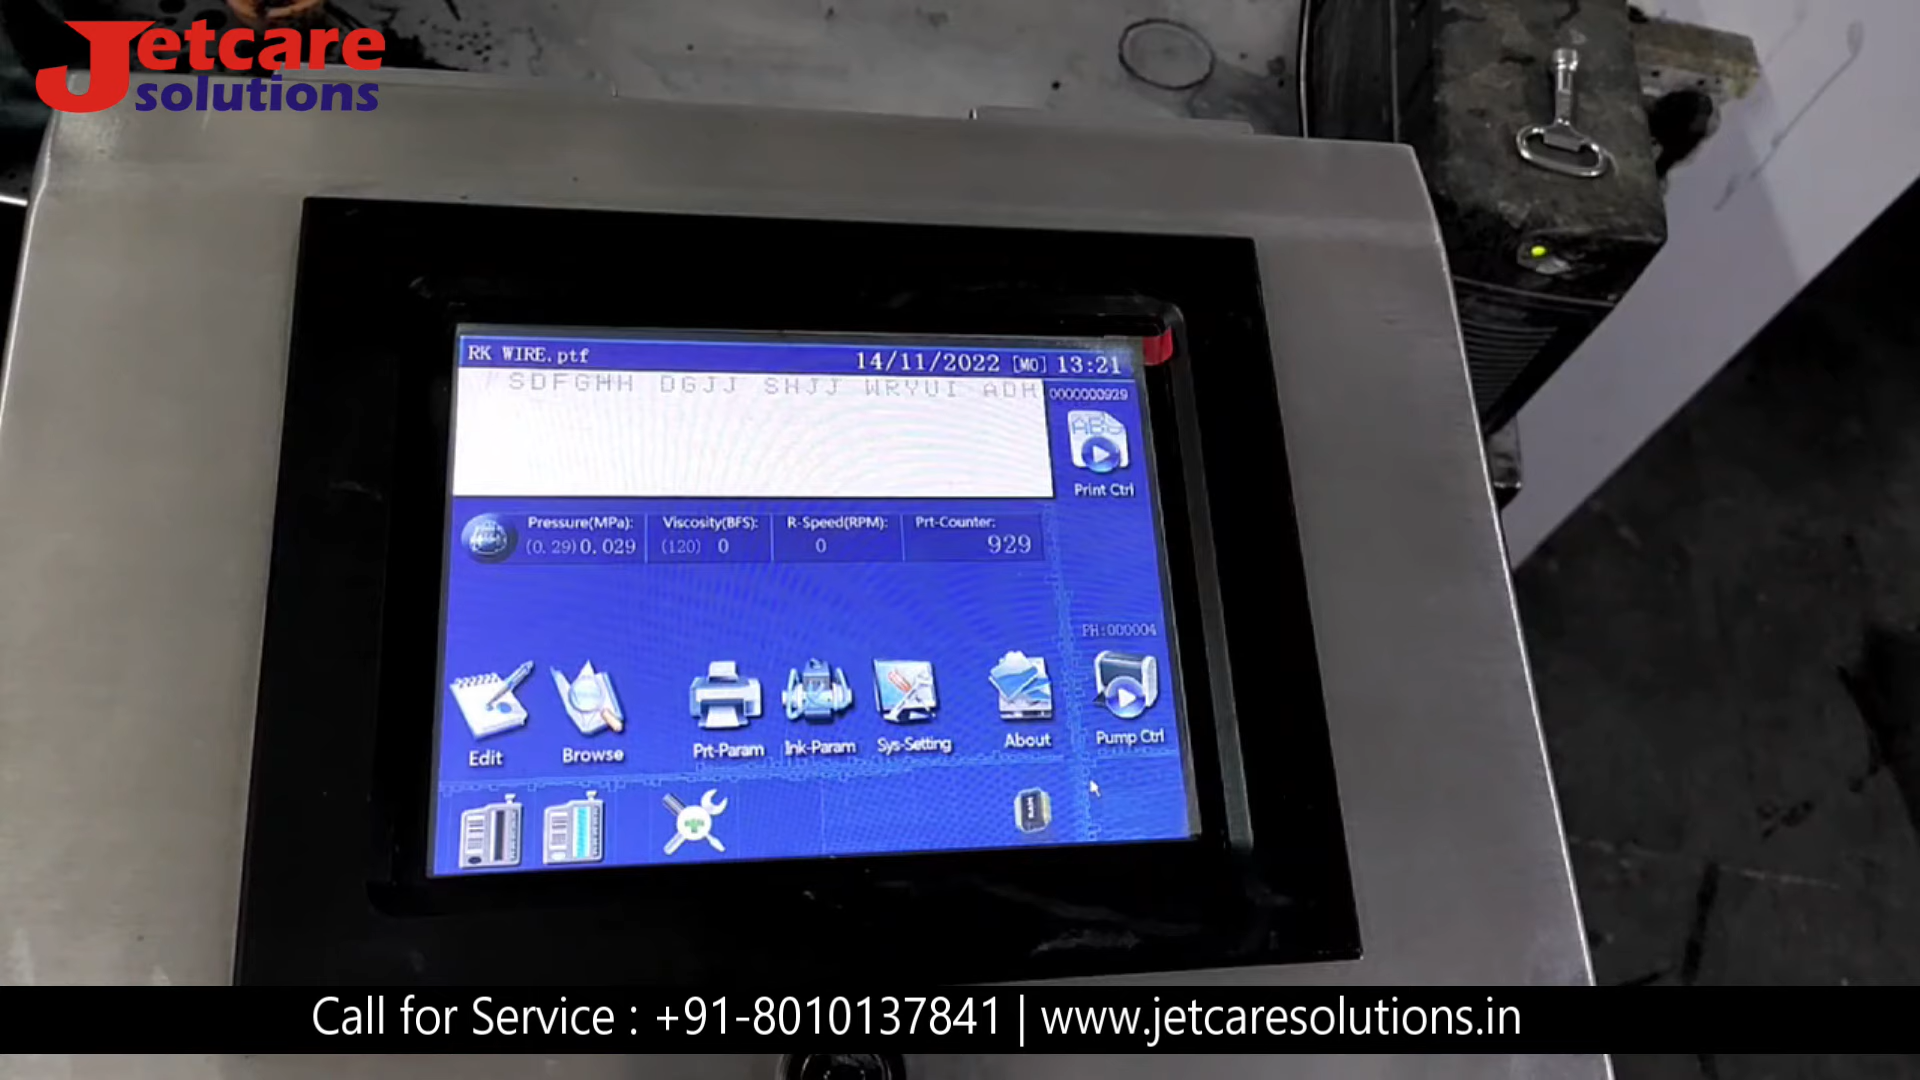 Jetcare
solutions
RK WIRE.ptf 14/11/2022 [MO] 13:21
SDFGHH DGJJ SHJJ WRYUI ADH
0000000929
ABS
Print Ctrl
Pressure(MPa): Viscosity(BFS): R-Speed(RPM): Prt-Counter:
(0.29) 0.029 (120) 0 0 929
PH:000004
Edit Browse Prt-Param Ink-Param Sys-Setting About Pump Ctrl
Call for Service : +91-8010137841 | www.jetcaresolutions.in